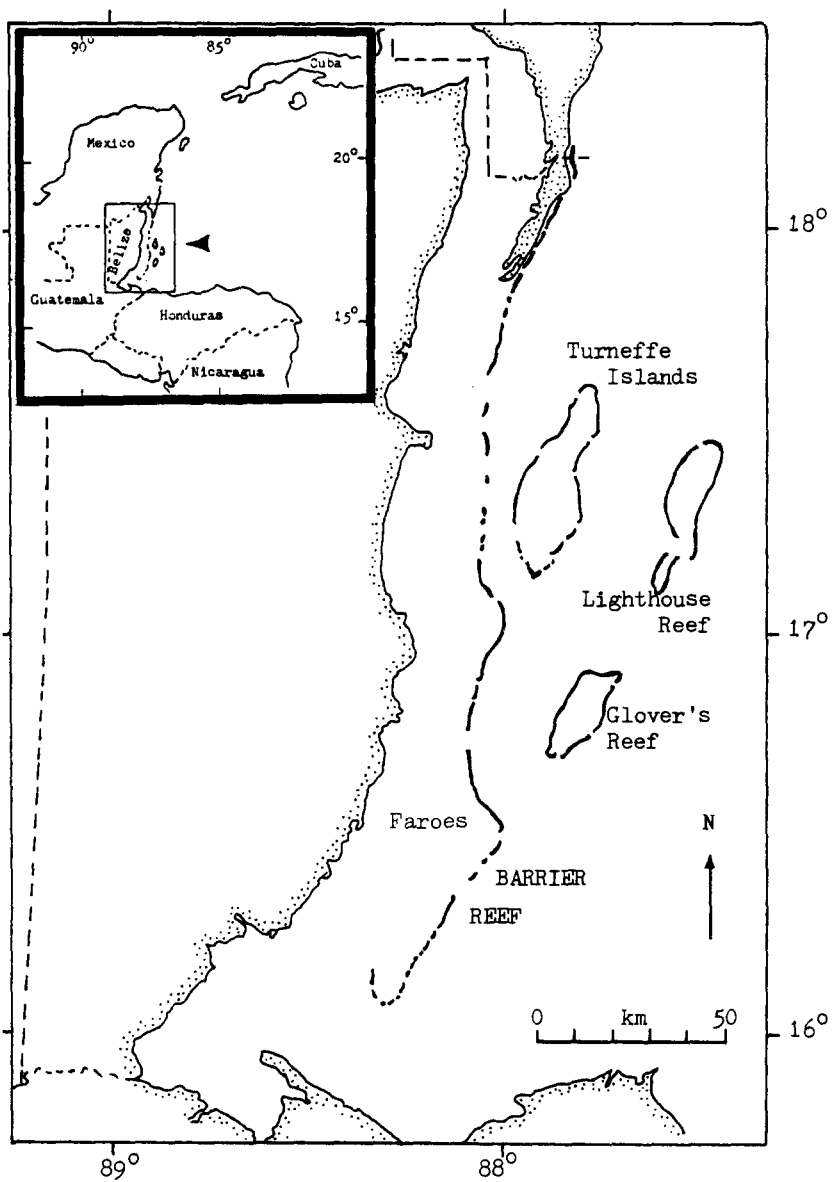 90°
85°
Cuba
Mexico
20°
Belize
Guatemala
Honduras
15°
Nicaragua
18°
Turneffe
Islands
Lighthouse
Reef
17°
Glover's
Reef
Faroes
N
BARRIER
REEF
0 km 50
16°
89°
88°